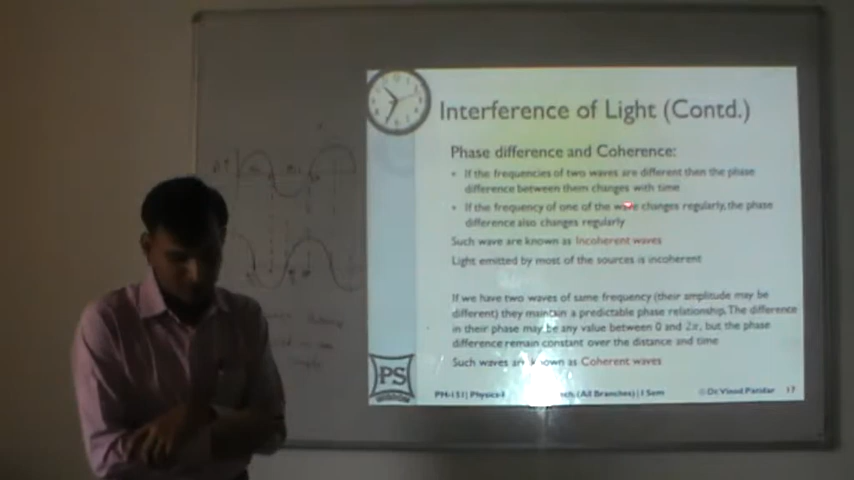 Interference of Light (Contd.)
Phase difference and Coherence:
If the frequencies of two waves are different then the phase
difference between them changes with time
If the frequency of one of the wave changes regularly, the phase
difference also changes regularly
Such wave are known as Incoherent waves
Light emitted by most of the sources is incoherent
If we have two waves of same frequency (their amplitude may be
different) they maintain a predictable phase relationship. The difference
in their phase may be any value between 0 and 2π, but the phase
difference remain constant over the distance and time
Such waves are known as Coherent waves
PS
PM-151| Physics-I
(All Branches) | I Sem
© Dr Vinod Patidar
17